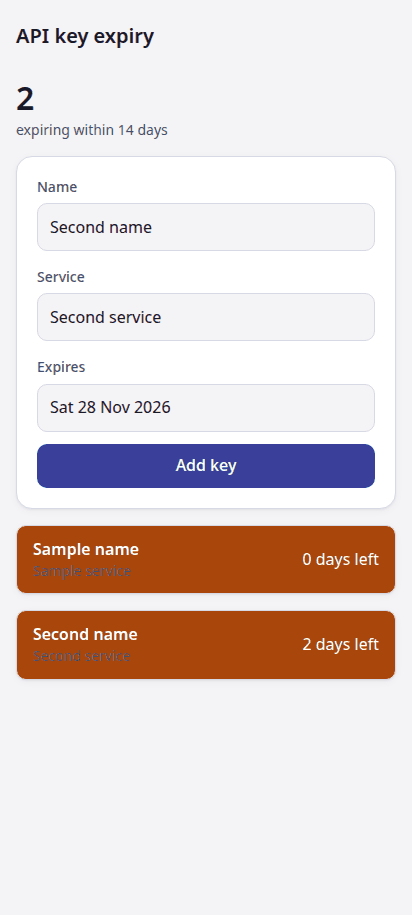 API key expiry
2
expiring within 14 days
Name
Second name
Service
Second service
Expires
Sat 28 Nov 2026
Add key
Sample name
Sample service
0 days left
Second name
Second service
2 days left